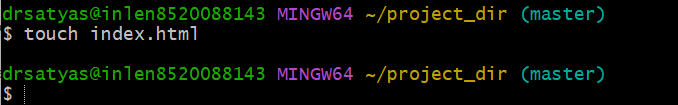 drsatyas@inlen8520088143 MINGW64 ~/project_dir (master)
$ touch index.html
drsatyas@inlen8520088143 MINGW64 ~/project_dir (master)
$